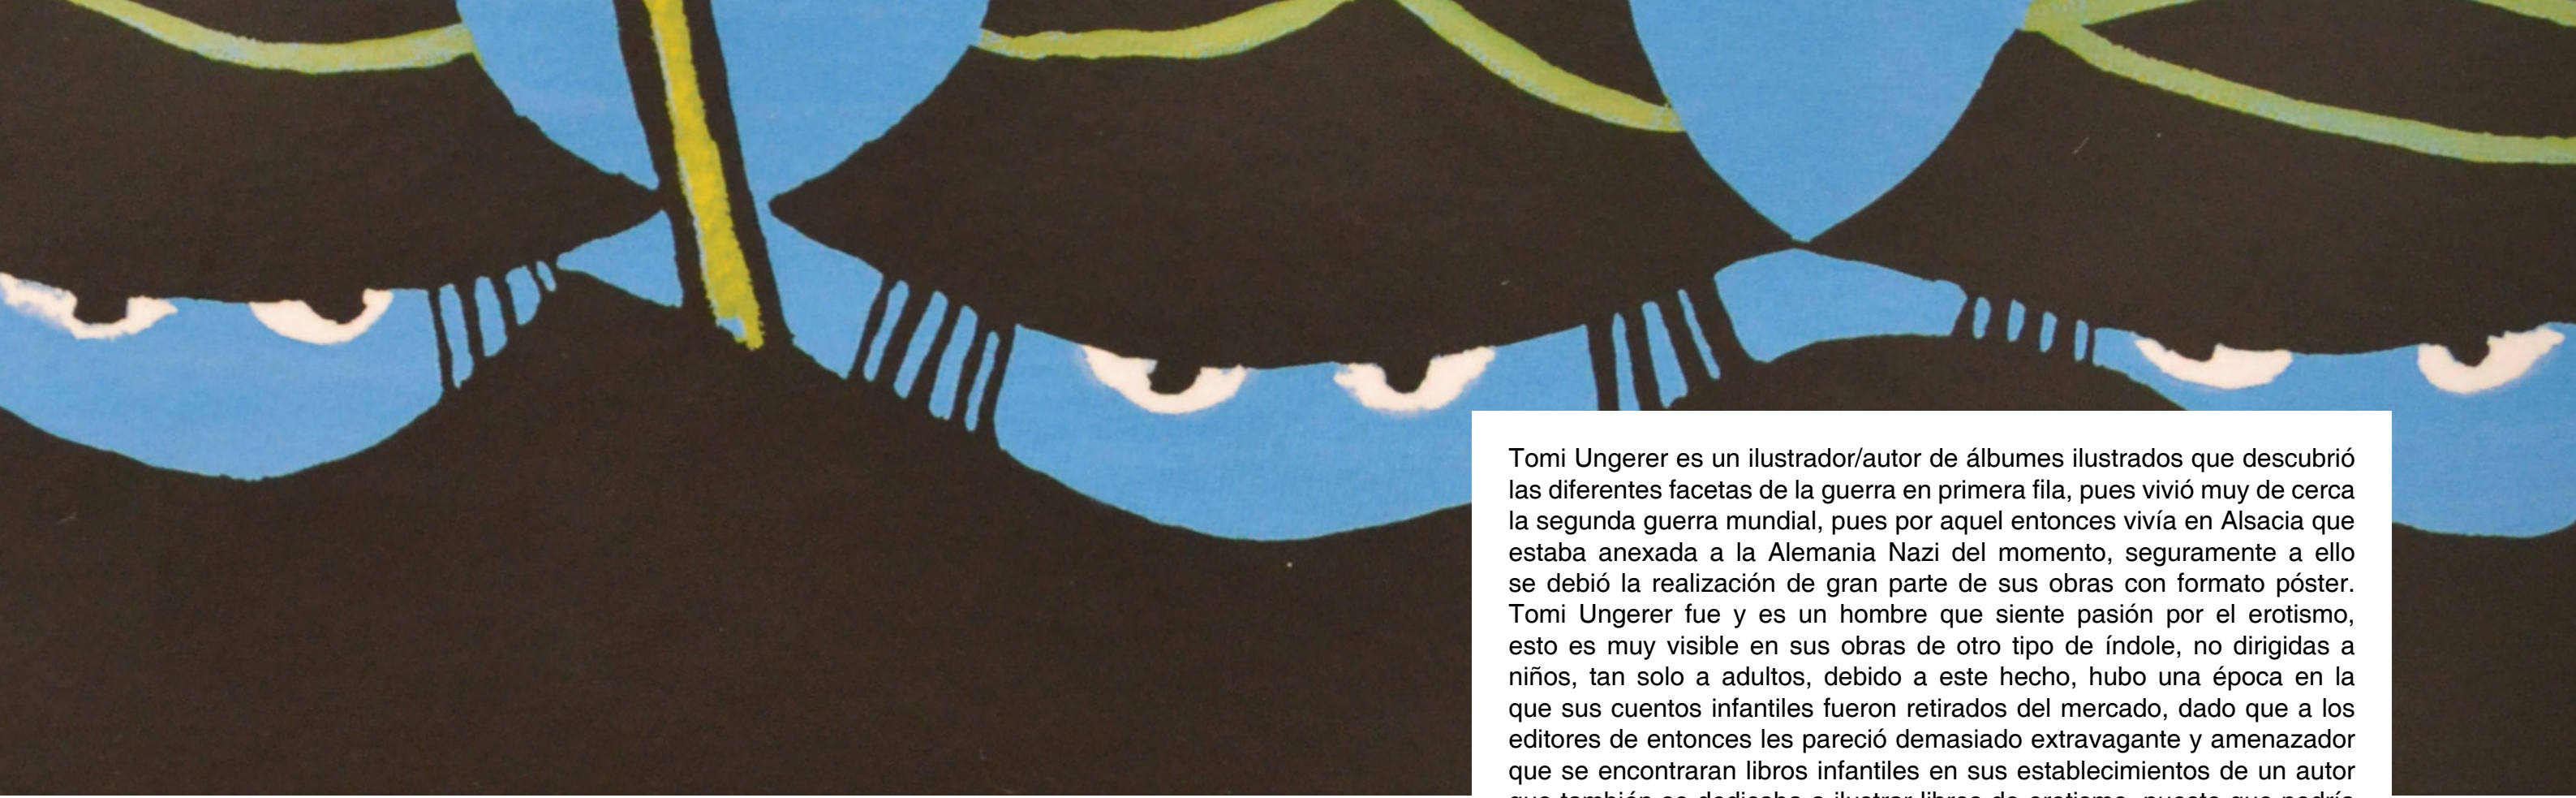 Tomi Ungerer es un ilustrador/autor de álbumes ilustrados que descubrió
las diferentes facetas de la guerra en primera fila, pues vivió muy de cerca
la segunda guerra mundial, pues por aquel entonces vivía en Alsacia que
estaba anexada a la Alemania Nazi del momento, seguramente a ello
se debió la realización de gran parte de sus obras con formato póster.
Tomi Ungerer fue y es un hombre que siente pasión por el erotismo,
esto es muy visible en sus obras de otro tipo de índole, no dirigidas a
niños, tan solo a adultos, debido a este hecho, hubo una época en la
que sus cuentos infantiles fueron retirados del mercado, dado que a los
editores de entonces les pareció demasiado extravagante y amenazador
que se encontraran libros infantiles en sus establecimientos de un autor